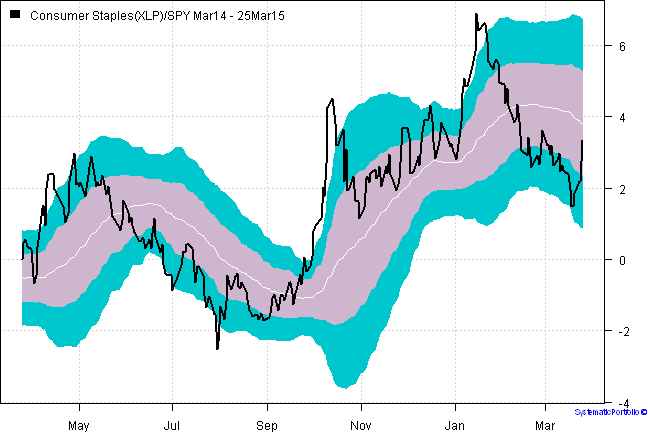 Consumer Staples(XLP)/SPY Mar14 - 25Mar15
6
4
2
0
-2
-4
May Jul Sep Nov Jan Mar
SystematicPortfolio ©